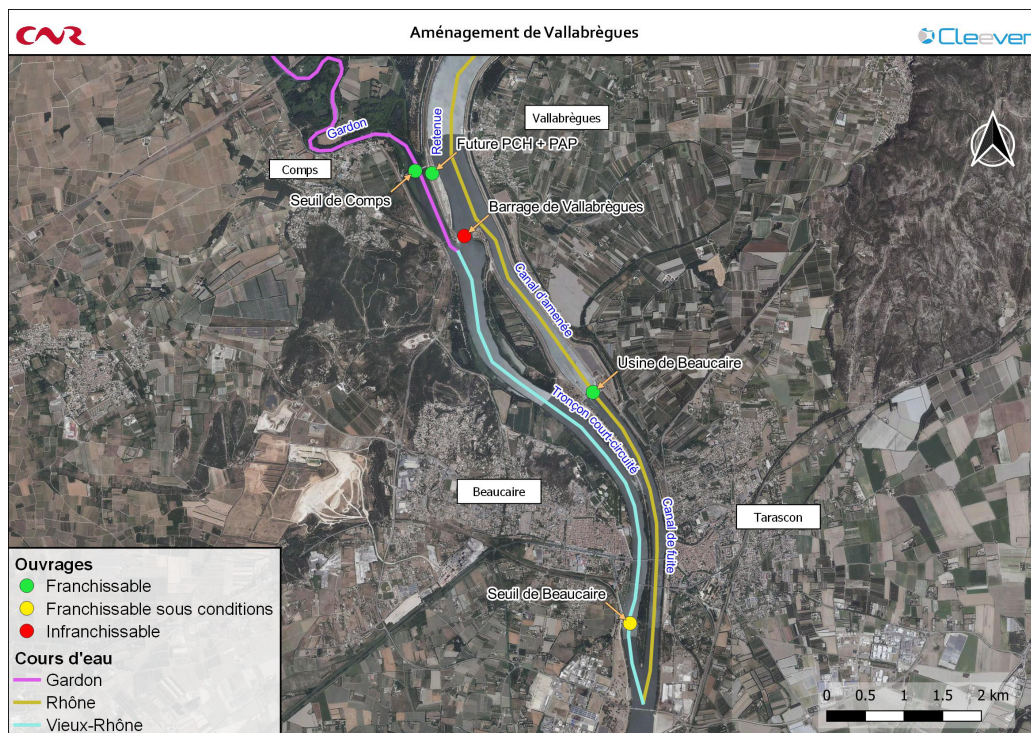 CNR
Aménagement de Vallabrègues
Cleever
Vallabrègues
Gardon
Retenue
Future PCH + PAP
Comps
Seuil de Comps
Barrage de Vallabrègues
Canal d'amenée
Usine de Beaucaire
Tronçon court-circuité
Beaucaire
Canal de fuite
Tarascon
Seuil de Beaucaire
Ouvrages
Franchissable
Franchissable sous conditions
Infranchissable
Cours d'eau
Gardon
Rhône
Vieux-Rhône
0 0.5 1 1.5 2 km